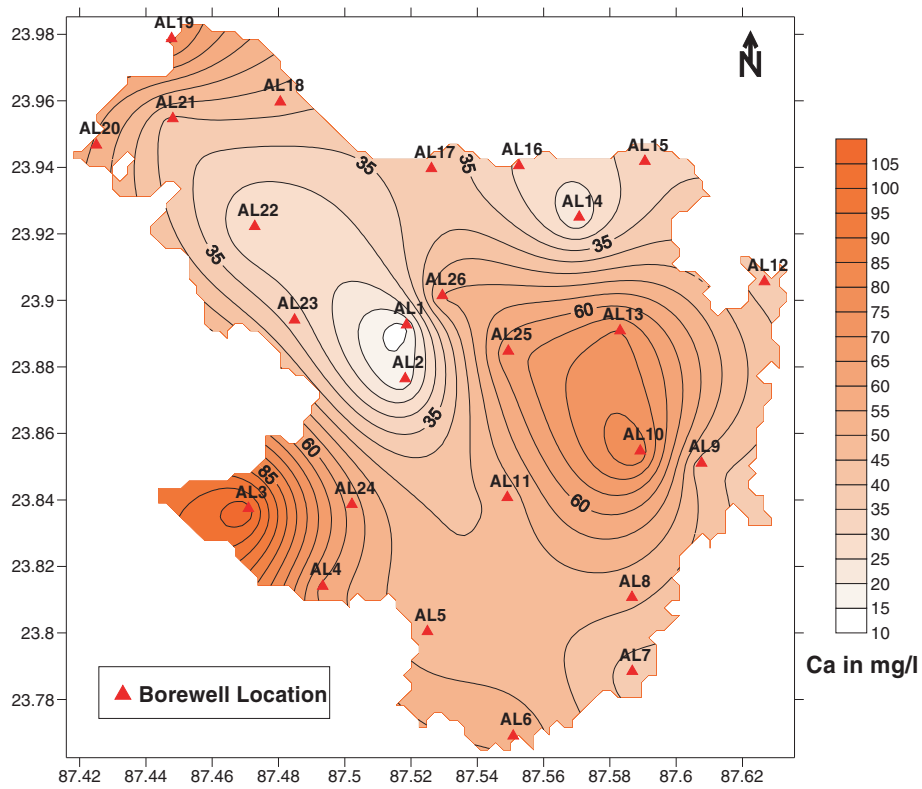 AL19
23.98
N
AL18
23.96
AL21
AL20
105
23.94
35
AL17
35
AL16
AL15
100
95
AL22
AL14
90
23.92
35
35
85
AL26
AL12
80
23.9
AL23
AL1
60
AL13
75
AL25
70
23.88
AL2
65
60
35
55
23.86
60
AL10
AL9
50
85
45
AL3
AL24
AL11
60
40
23.84
35
30
23.82
AL4
AL8
25
20
23.8
AL5
15
10
AL7
Ca in mg/l
Borewell Location
23.78
AL6
87.42
87.44
87.46
87.48
87.5
87.52
87.54
87.56
87.58
87.6
87.62